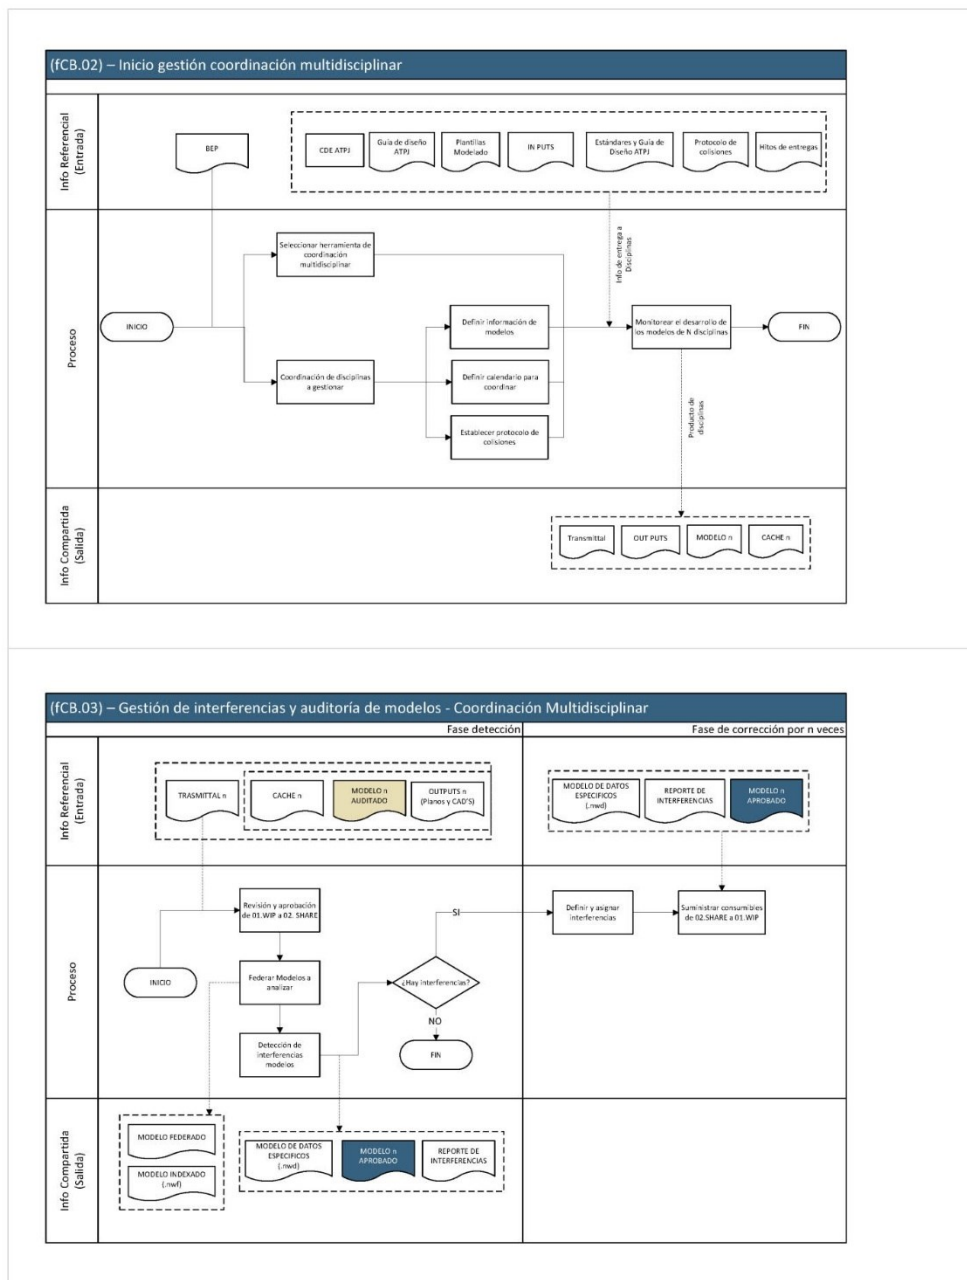 (fCB.02) – Inicio gestión coordinación multidisciplinar
Info Referencial
(Entrada)
BEP
CDE ATPJ
Guía de diseño
ATPJ
Plantillas
Modelado
IN PUTS
Estándares y Guía de
Diseño ATPJ
Protocolo de
colisiones
Hitos de entregas
Proceso
INICIO
Seleccionar herramienta de
coordinación
multidisciplinar
Coordinación de disciplinas
a gestionar
Definir información de
modelos
Definir calendario para
coordinar
Establecer protocolo de
colisiones
Info de entrega a
Disciplinas
Monitorear el desarrollo de
los modelos de N disciplinas
FIN
Producto de
disciplinas
Info Compartida
(Salida)
Transmittal
OUT PUTS
MODELO n
CACHE n
(fCB.03) – Gestión de interferencias y auditoría de modelos - Coordinación Multidisciplinar
Fase detección
Fase de corrección por n veces
Info Referencial
(Entrada)
TRASMITTAL n
CACHE n
MODELO n
AUDITADO
OUTPUTS n
(Planos y CAD'S)
MODELO DE DATOS
ESPECIFICOS
(.nwd)
REPORTE DE
INTERFERENCIAS
MODELO n
APROBADO
Proceso
INICIO
Revisión y aprobación
de 01.WIP a 02. SHARE
Federar Modelos a
analizar
Detección de
interferencias
modelos
¿Hay interferencias?
SI
NO
FIN
Definir y asignar
interferencias
Suministrar consumibles
de 02.SHARE a 01.WIP
Info Compartida
(Salida)
MODELO FEDERADO
MODELO INDEXADO
(.nwf)
MODELO DE DATOS
ESPECIFICOS
(.nwd)
MODELO n
APROBADO
REPORTE DE
INTERFERENCIAS